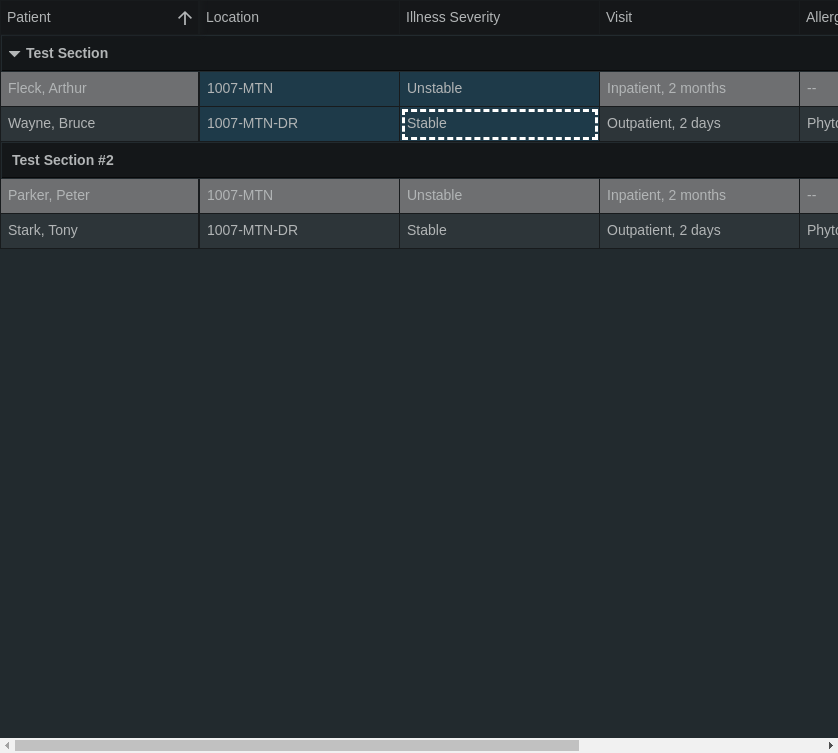 Patient Location Illness Severity Visit Allerg
Test Section
Fleck, Arthur 1007-MTN Unstable Inpatient, 2 months --
Wayne, Bruce 1007-MTN-DR Stable Outpatient, 2 days Phyto
Test Section #2
Parker, Peter 1007-MTN Unstable Inpatient, 2 months --
Stark, Tony 1007-MTN-DR Stable Outpatient, 2 days Phyto